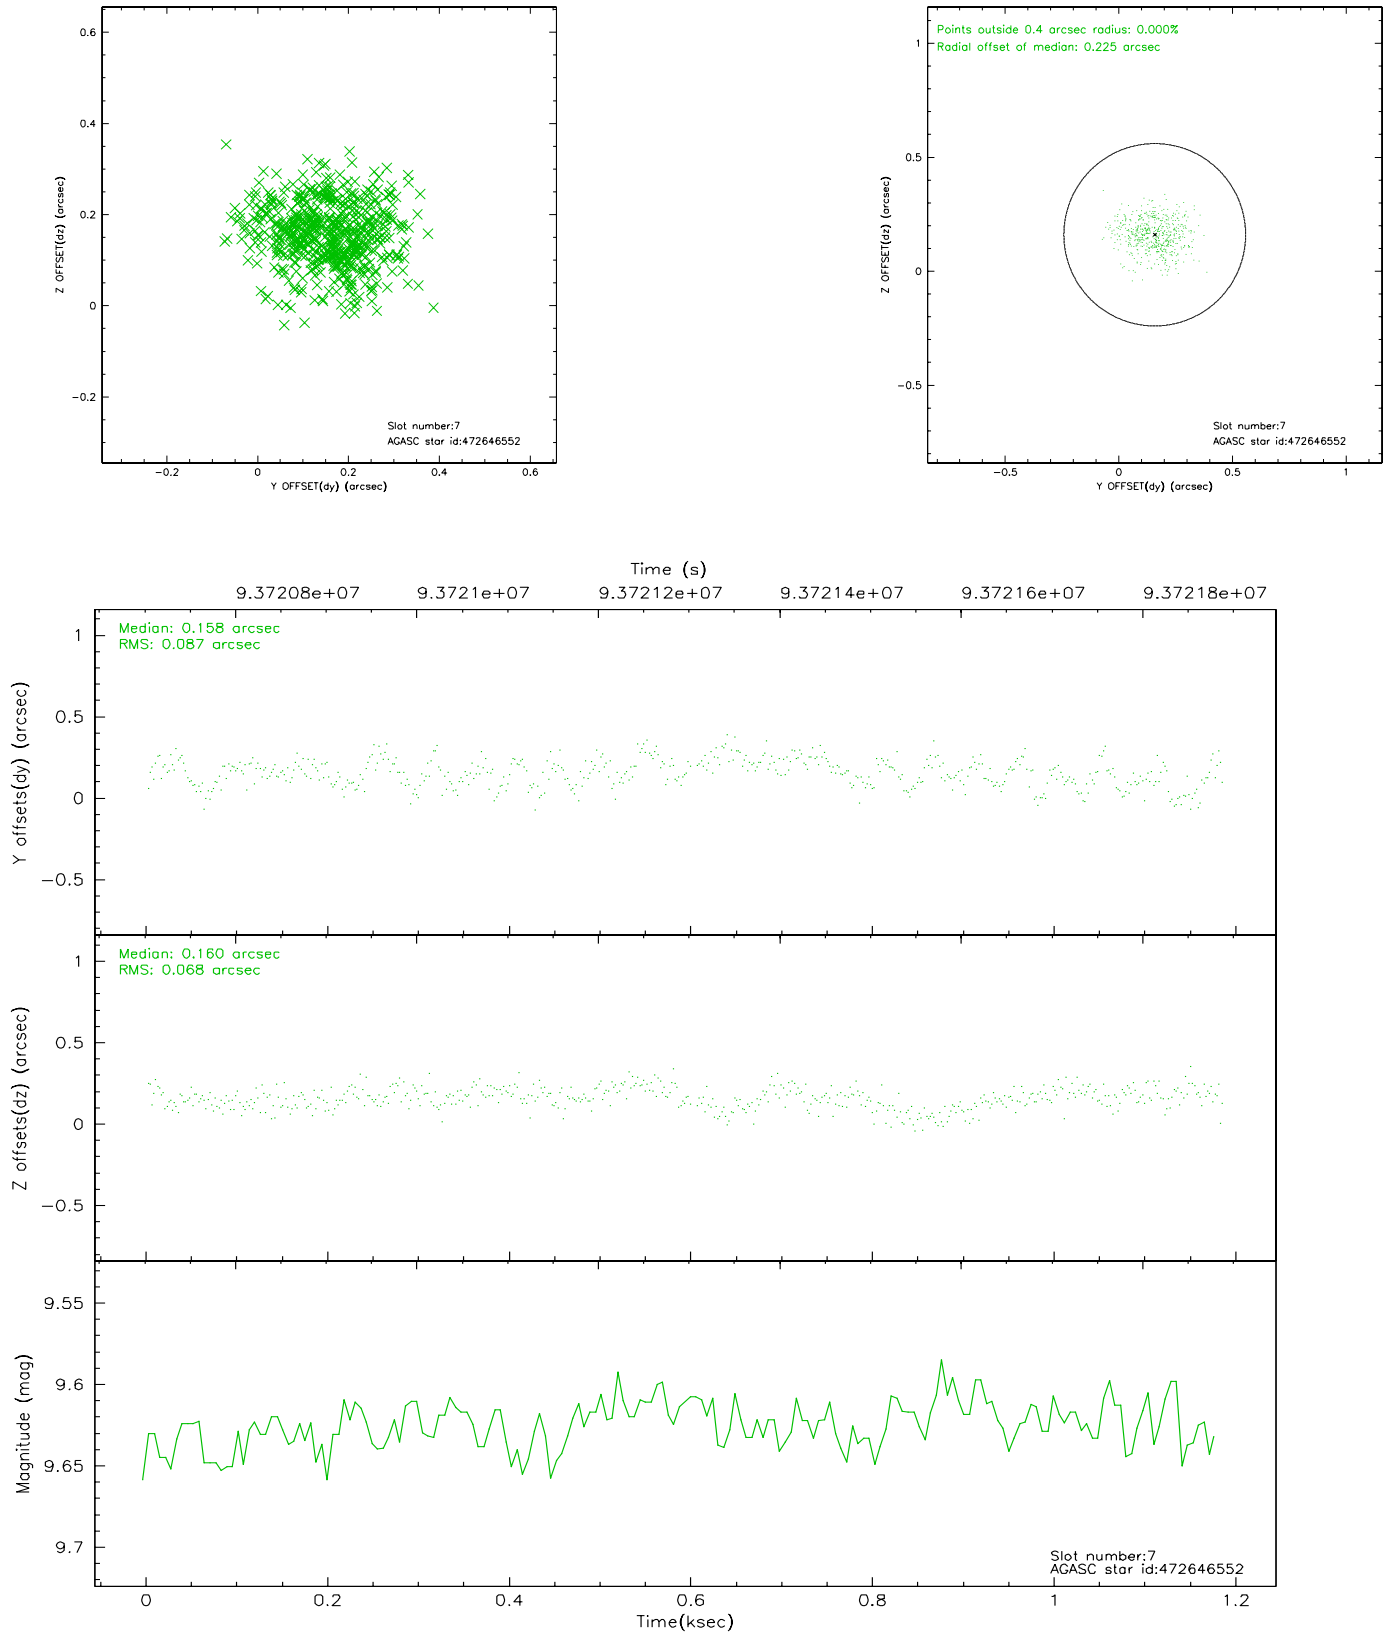 0.6
0.4
0.2
0
−0.2
Z OFFSET(dz) (arcsec)
−0.2 0 0.2 0.4 0.6
Y OFFSET(dy) (arcsec)
Slot number:7
AGASC star id:472646552
Points outside 0.4 arcsec radius: 0.000%
Radial offset of median: 0.225 arcsec
1
0.5
0
−0.5
Z OFFSET(dz) (arcsec)
−0.5 0 0.5 1
Y OFFSET(dy) (arcsec)
Slot number:7
AGASC star id:472646552
Time (s)
9.37208e+07 9.3721e+07 9.37212e+07 9.37214e+07 9.37216e+07 9.37218e+07
Median: 0.158 arcsec
RMS: 0.087 arcsec
1
0.5
0
−0.5
Y offsets(dy) (arcsec)
Median: 0.160 arcsec
RMS: 0.068 arcsec
1
0.5
0
−0.5
Z offsets(dz) (arcsec)
9.55
9.6
9.65
9.7
Magnitude (mag)
Slot number:7
AGASC star id:472646552
0 0.2 0.4 0.6 0.8 1 1.2
Time(ksec)